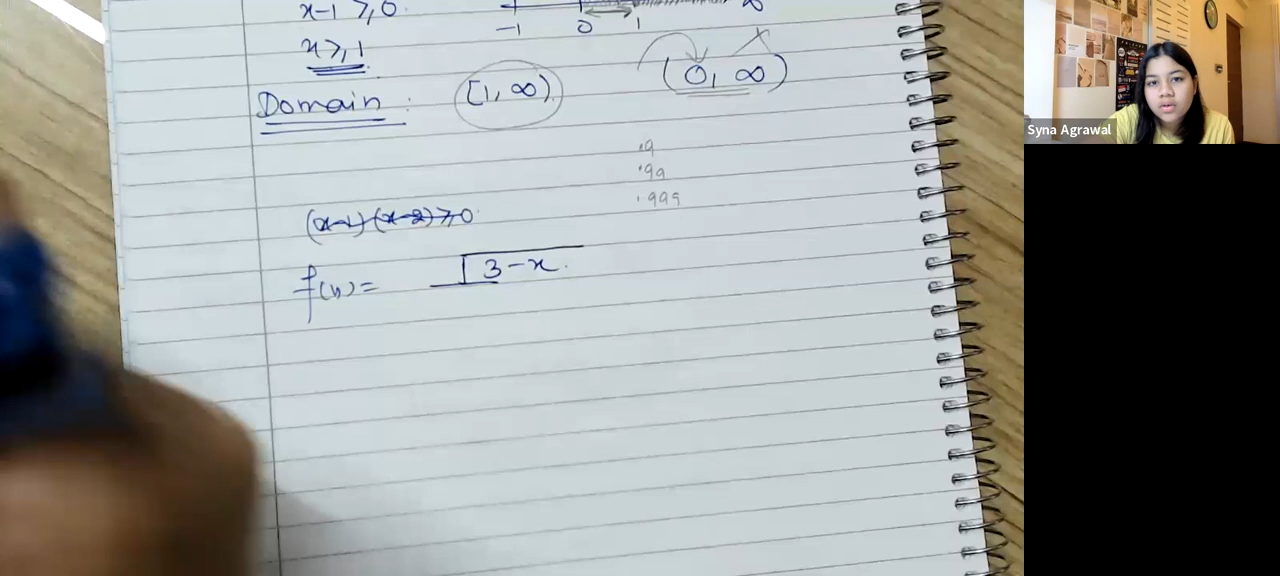 x-1 ≥ 0.
-1 0 1 ∞
x ≥ 1
(0, ∞)
Domain : [1, ∞)
Syna Agrawal
.9
.99
.999
(x-1)(x-2) ≥ 0
f(x) = √3-x.